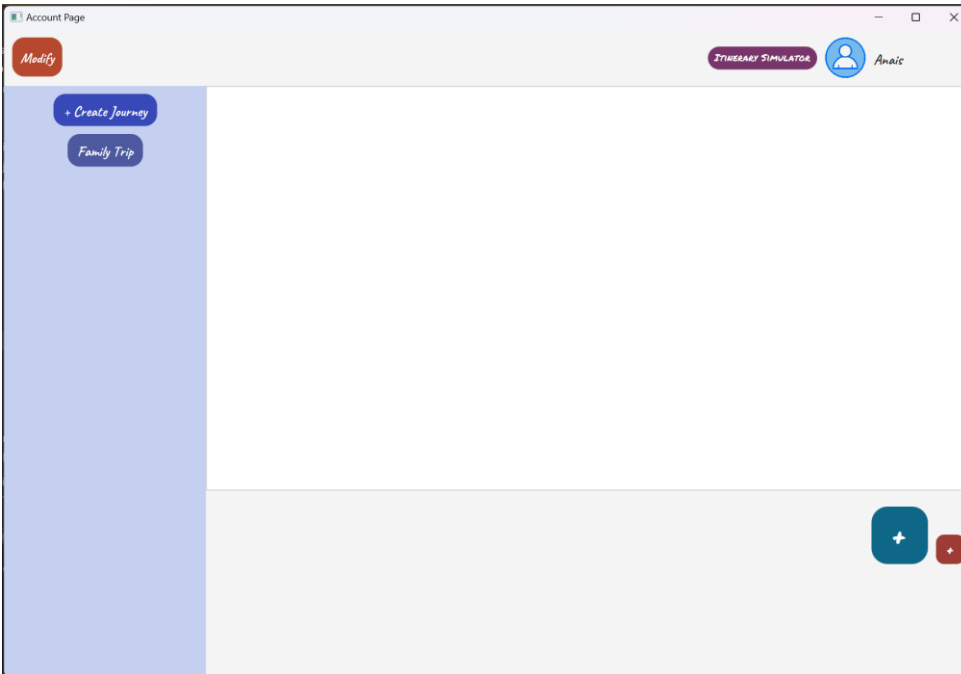 Account Page
Modify
Itinerary Simulator
Anais
+ Create Journey
Family Trip
+
+